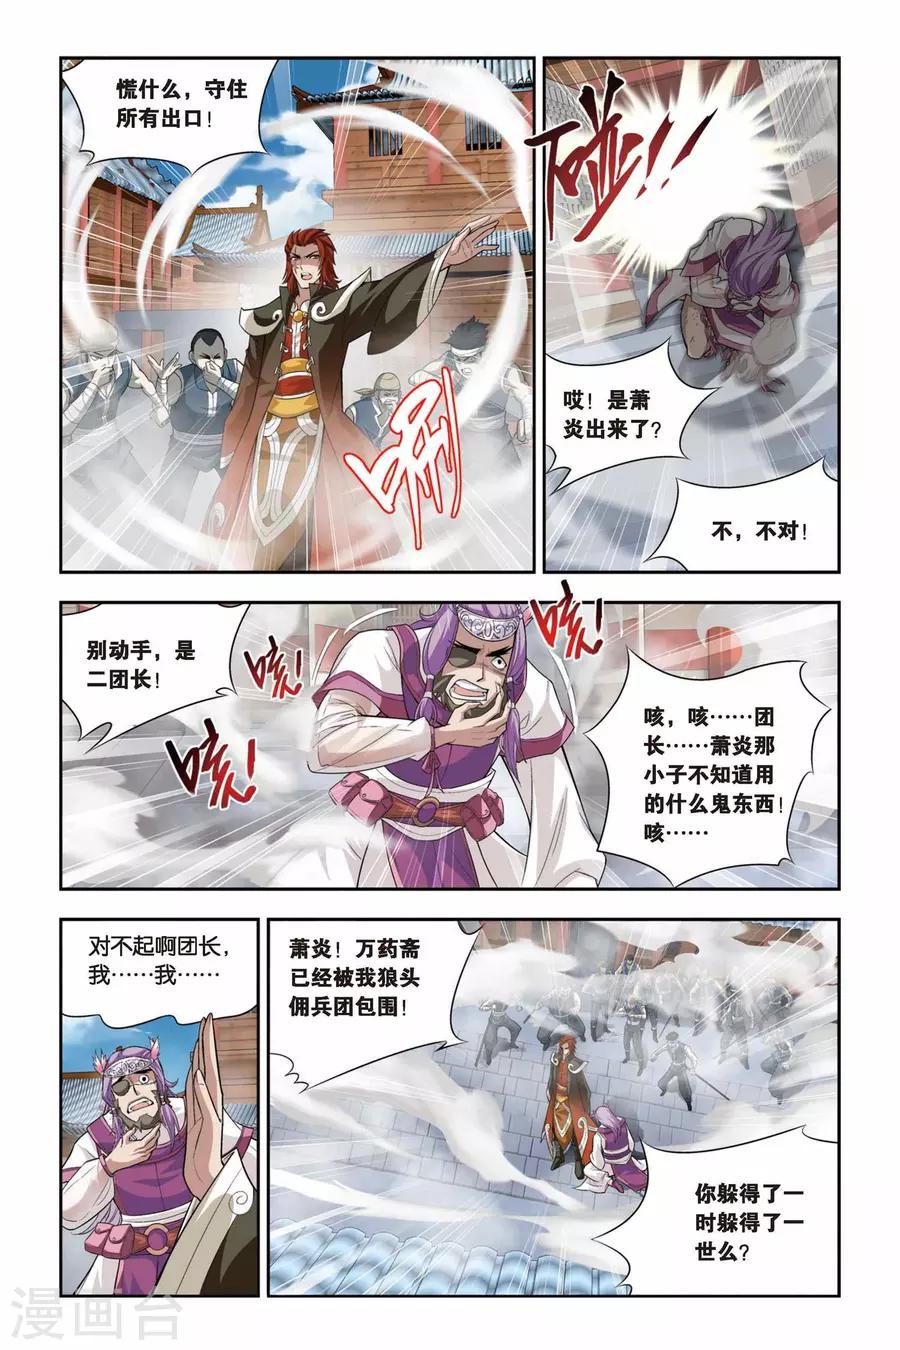 慌什么，守住
所有出口！
唰
碰！！
哎！是萧
炎出来了？
不，不对！
别动手，是
二团长！
咳！
咳！
咳！
咳，咳……团
长……萧炎那
小子不知道用
的什么鬼东西！
咳……
对不起啊团长，
我……我……
萧炎！万药斋
已经被我狼头
佣兵团包围！
你躲得了一
时躲得了一
世么？
漫画台